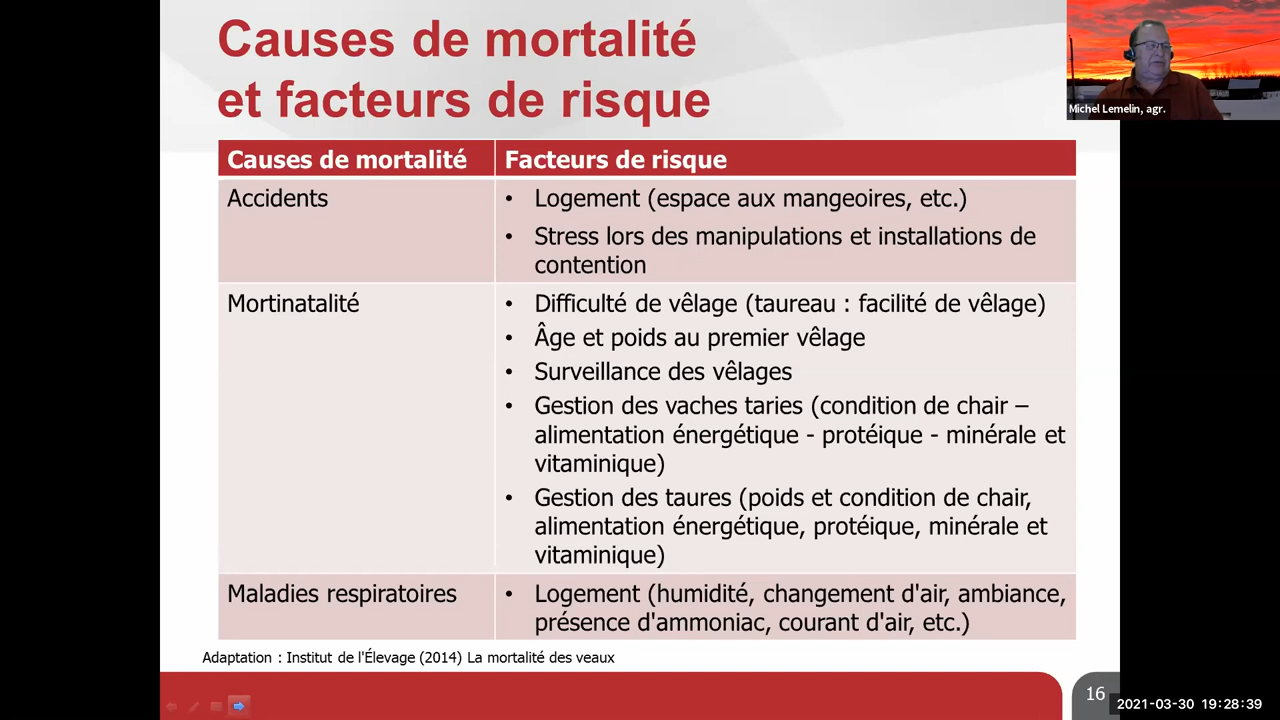 Causes de mortalité
et facteurs de risque
Michel Lemelin, agr.
Causes de mortalité
Facteurs de risque
Accidents
• Logement (espace aux mangeoires, etc.)
• Stress lors des manipulations et installations de
contention
Mortinatalité
• Difficulté de vêlage (taureau : facilité de vêlage)
• Âge et poids au premier vêlage
• Surveillance des vêlages
• Gestion des vaches taries (condition de chair –
alimentation énergétique - protéique - minérale et
vitaminique)
• Gestion des taures (poids et condition de chair,
alimentation énergétique, protéique, minérale et
vitaminique)
Maladies respiratoires
• Logement (humidité, changement d'air, ambiance,
présence d'ammoniac, courant d'air, etc.)
Adaptation : Institut de l'Élevage (2014) La mortalité des veaux
16
2021-03-30 19:28:39